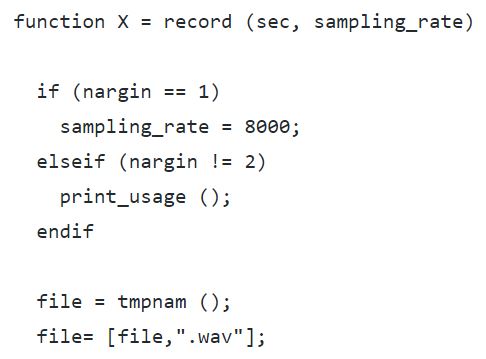 function X = record (sec, sampling_rate)
if (nargin == 1)
sampling_rate = 8000;
elseif (nargin != 2)
print_usage ();
endif
file = tmpnam ();
file= [file,".wav"];